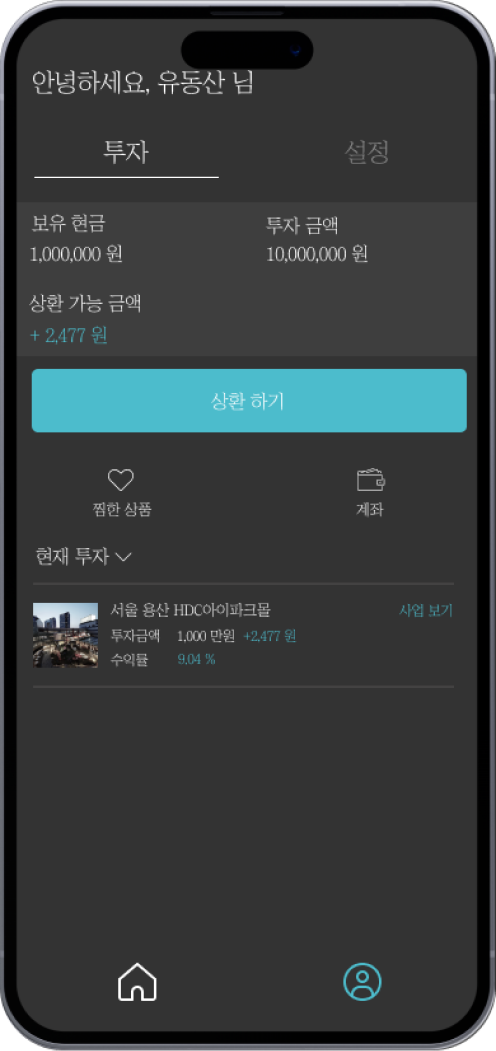 안녕하세요, 유동산 님
투자 설정
보유 현금 투자 금액
1,000,000 원 10,000,000 원
상환 가능 금액
+ 2,477 원
상환 하기
찜한 상품 계좌
현재 투자
서울 용산 HDC아이파크몰 사업 보기
투자금액 1,000 만원 +2,477 원
수익률 9.04 %